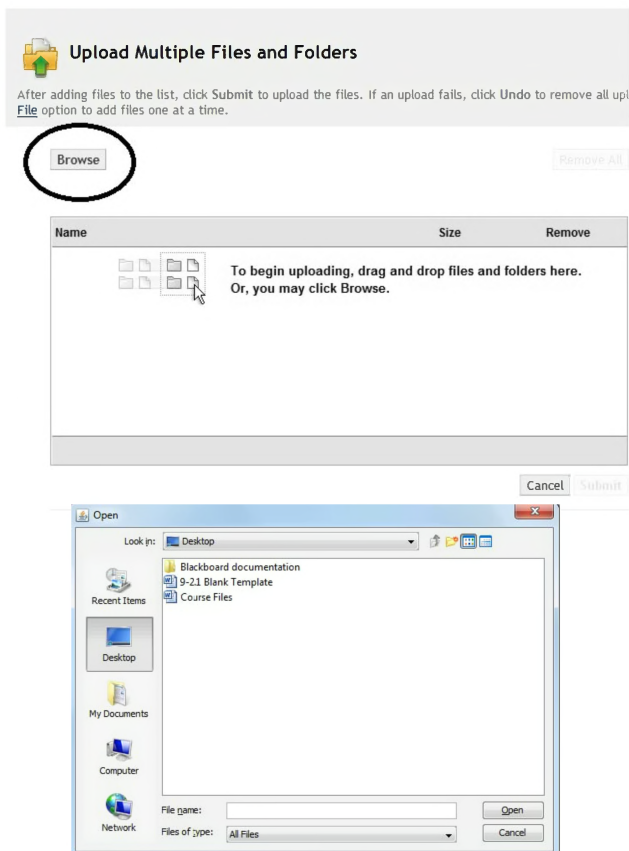 Upload Multiple Files and Folders
After adding files to the list, click Submit to upload the files. If an upload fails, click Undo to remove all upl
File option to add files one at a time.
Browse
Remove All
Name Size Remove
To begin uploading, drag and drop files and folders here.
Or, you may click Browse.
Cancel Submit
Open
Look in: Desktop
Blackboard documentation
9-21 Blank Template
Course Files
Recent Items
Desktop
My Documents
Computer
Network
File name:
Open
Files of type: All Files
Cancel